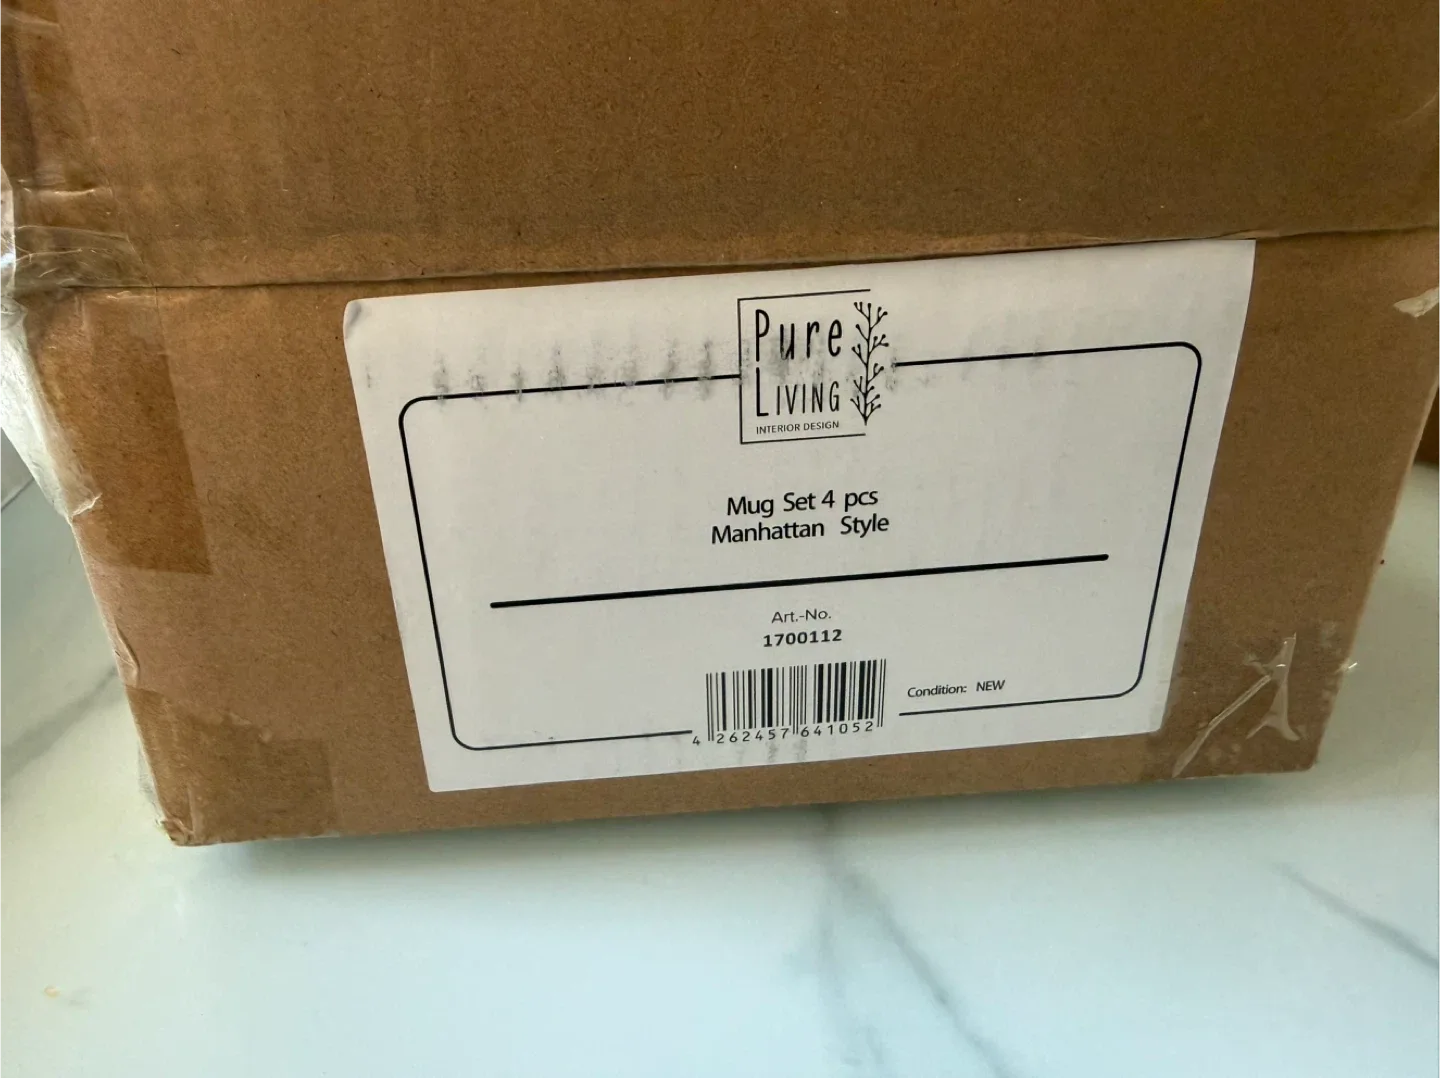 Pure
LIVING
INTERIOR DESIGN
Mug Set 4 pcs
Manhattan Style
Art.-No.
1700112
Condition: NEW
4 262457 641052